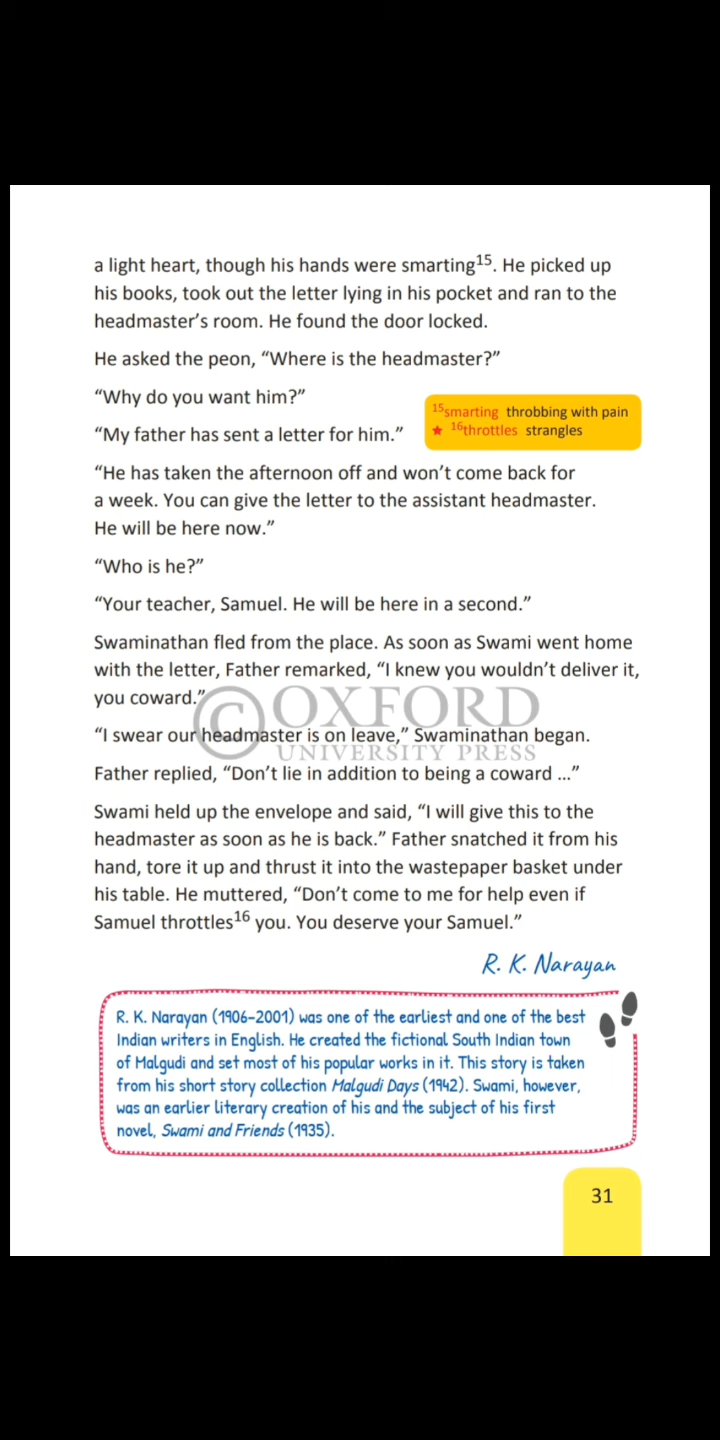 a light heart, though his hands were smarting15. He picked up
his books, took out the letter lying in his pocket and ran to the
headmaster’s room. He found the door locked.
He asked the peon, “Where is the headmaster?”
“Why do you want him?”
“My father has sent a letter for him.”
15smarting throbbing with pain
★ 16throttles strangles
“He has taken the afternoon off and won’t come back for
a week. You can give the letter to the assistant headmaster.
He will be here now.”
“Who is he?”
“Your teacher, Samuel. He will be here in a second.”
Swaminathan fled from the place. As soon as Swami went home
with the letter, Father remarked, “I knew you wouldn’t deliver it,
you coward.”
© OXFORD
UNIVERSITY PRESS
“I swear our headmaster is on leave,” Swaminathan began.
Father replied, “Don’t lie in addition to being a coward ...”
Swami held up the envelope and said, “I will give this to the
headmaster as soon as he is back.” Father snatched it from his
hand, tore it up and thrust it into the wastepaper basket under
his table. He muttered, “Don’t come to me for help even if
Samuel throttles16 you. You deserve your Samuel.”
R. K. Narayan
R. K. Narayan (1906–2001) was one of the earliest and one of the best
Indian writers in English. He created the fictional South Indian town
of Malgudi and set most of his popular works in it. This story is taken
from his short story collection Malgudi Days (1942). Swami, however,
was an earlier literary creation of his and the subject of his first
novel, Swami and Friends (1935).
31